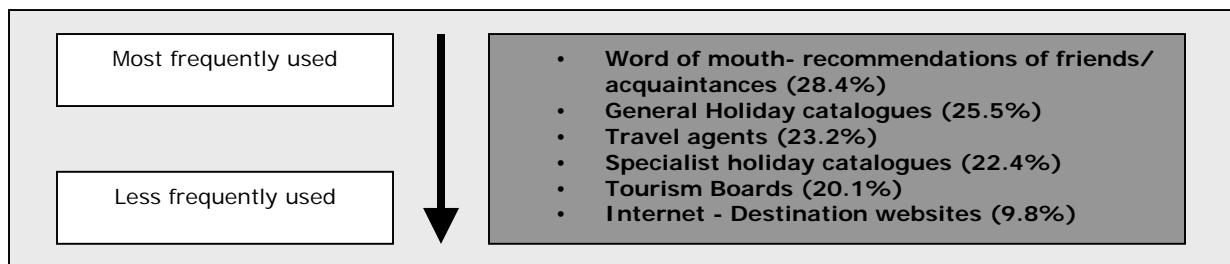 Most frequently used
Less frequently used
• Word of mouth- recommendations of friends/
acquaintances (28.4%)
• General Holiday catalogues (25.5%)
• Travel agents (23.2%)
• Specialist holiday catalogues (22.4%)
• Tourism Boards (20.1%)
• Internet - Destination websites (9.8%)